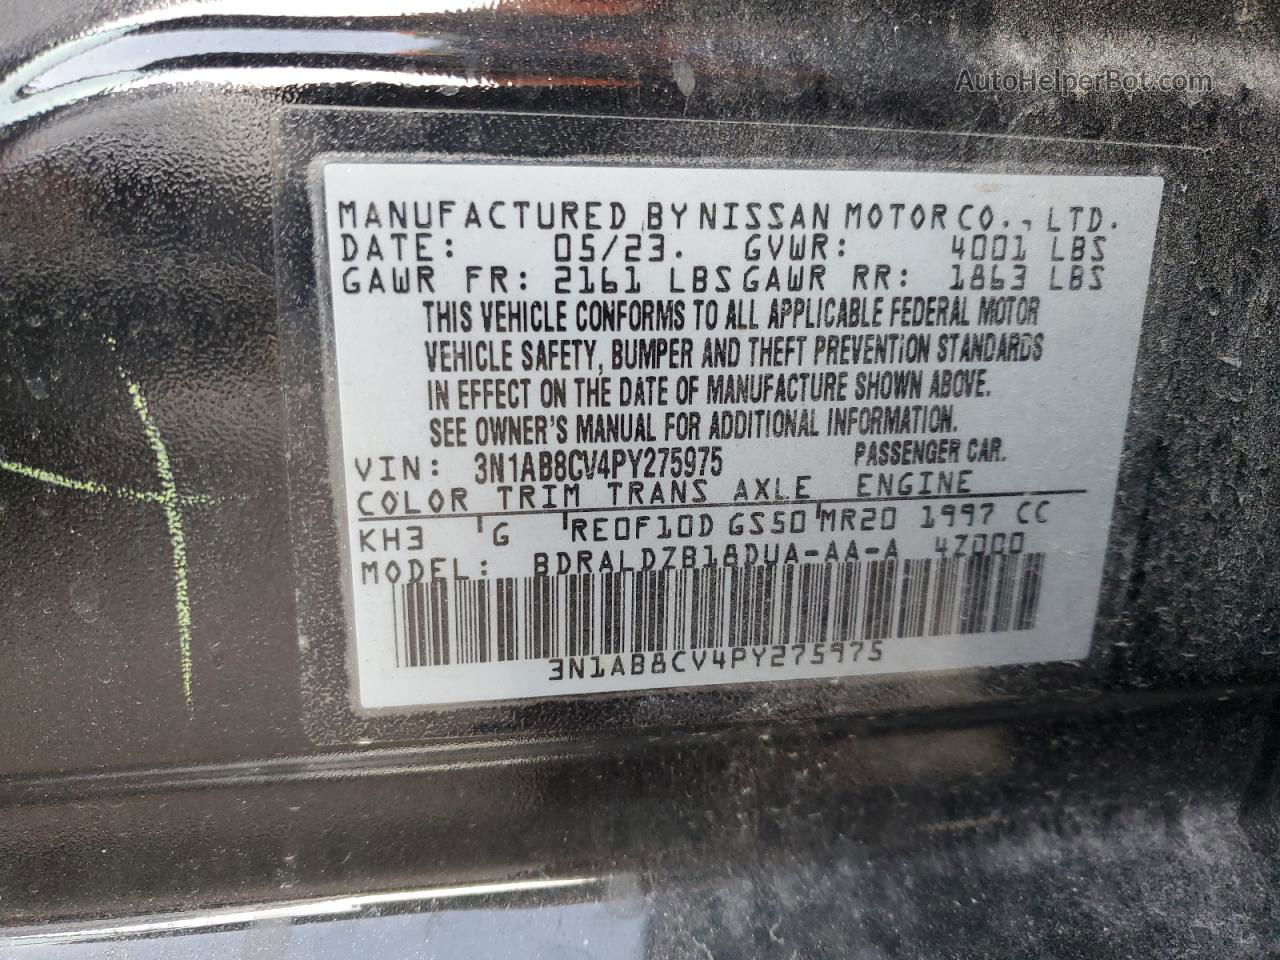 AutoHelperBot.com
MANUFACTURED BY NISSAN MOTOR CO., LTD.
DATE: 05/23. GVWR: 4001 LBS
GAWR FR: 2161 LBS GAWR RR: 1863 LBS
THIS VEHICLE CONFORMS TO ALL APPLICABLE FEDERAL MOTOR
VEHICLE SAFETY, BUMPER AND THEFT PREVENTION STANDARDS
IN EFFECT ON THE DATE OF MANUFACTURE SHOWN ABOVE.
SEE OWNER'S MANUAL FOR ADDITIONAL INFORMATION.
VIN: 3N1AB8CV4PY275975 PASSENGER CAR.
COLOR TRIM TRANS AXLE ENGINE
KH3 G RE0F10D GS50 MR20 1997 CC
MODEL: BDRALDZB18DUA-AA-A 4Z000
3N1AB8CV4PY275975